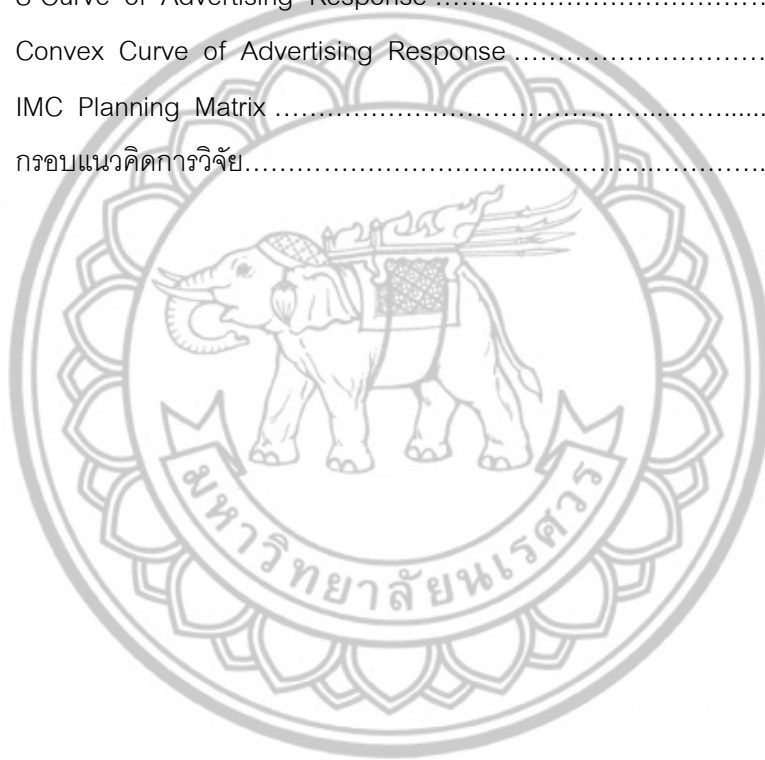 S-Curve of Advertising Response ……………………………………
Convex Curve of Advertising Response …………………………
IMC Planning Matrix ……………………………………....…….....
กรอบแนวคิดการวิจัย…………………………........………...………….
มหาวิทยาลัยนเรศวร